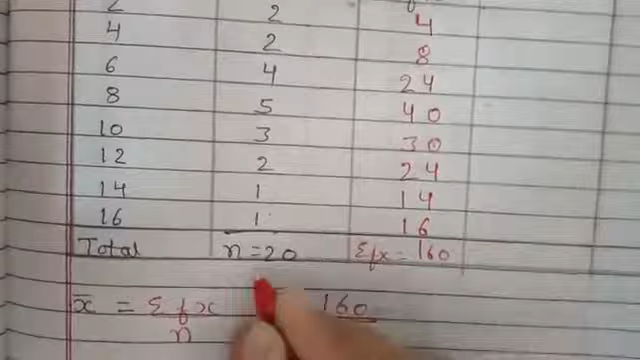 2 2 4
4 2 8
6 4 24
8 5 40
10 3 30
12 2 24
14 1 14
16 1 16
Total n=20 Σfx=160
x̄ = Σfx 160
n